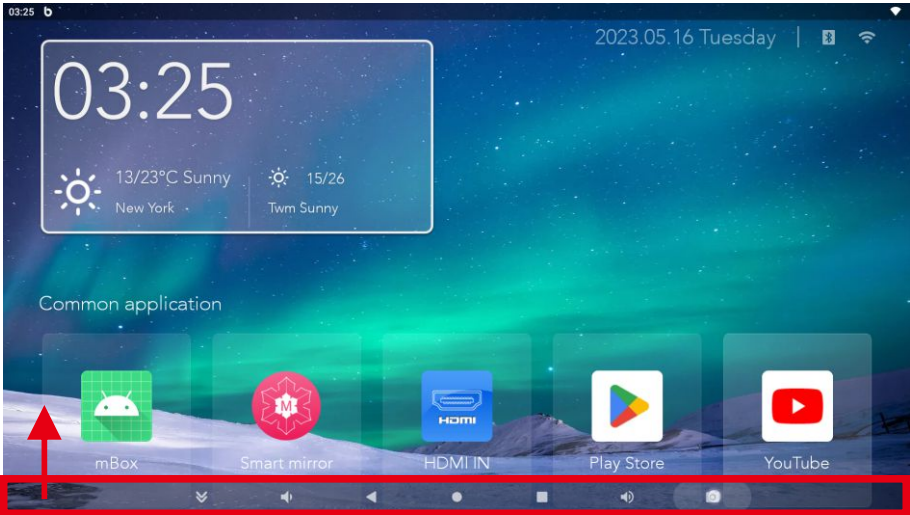 03:25
2023.05.16 Tuesday
03:25
13/23°C Sunny
New York
15/26
Twm Sunny
Common application
M
HDMI
mBox
Smart mirror
HDMI IN
Play Store
YouTube